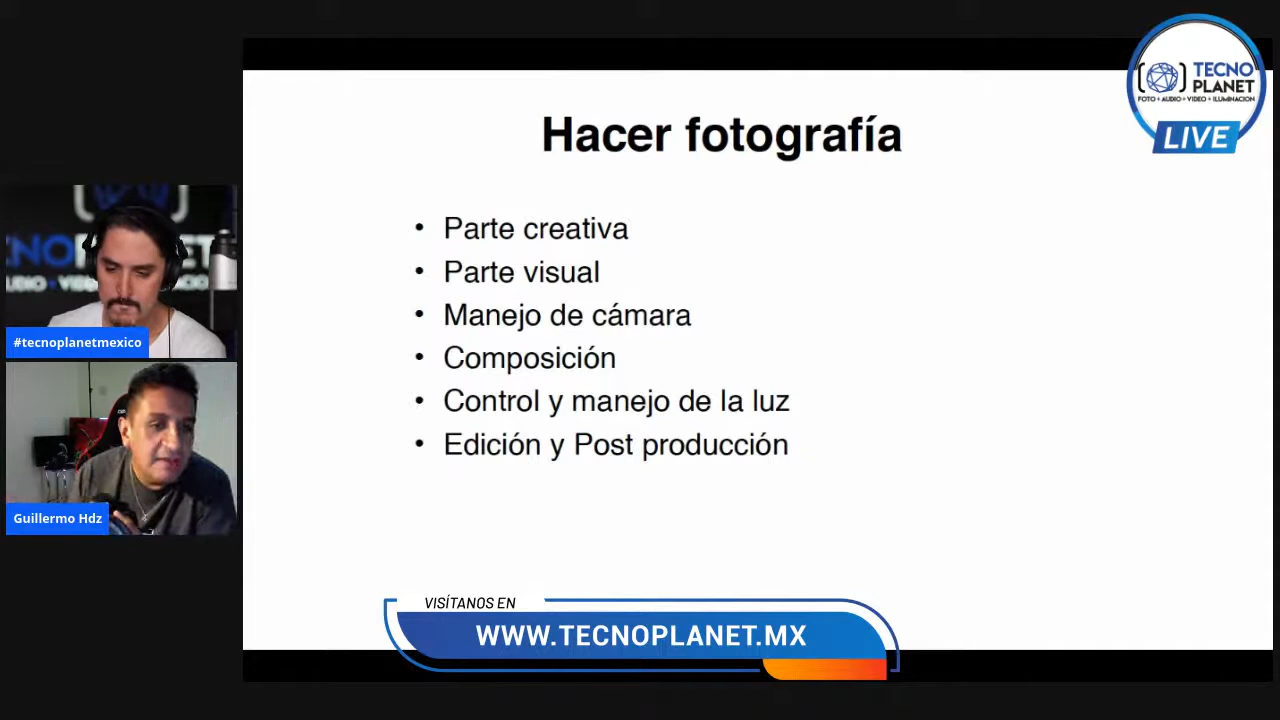 TECNO
PLANET
FOTO + AUDIO + VIDEO + ILUMINACION
LIVE
Hacer fotografía
• Parte creativa
• Parte visual
• Manejo de cámara
• Composición
• Control y manejo de la luz
• Edición y Post producción
#tecnoplanetmexico
Guillermo Hdz
VISÍTANOS EN
WWW.TECNOPLANET.MX